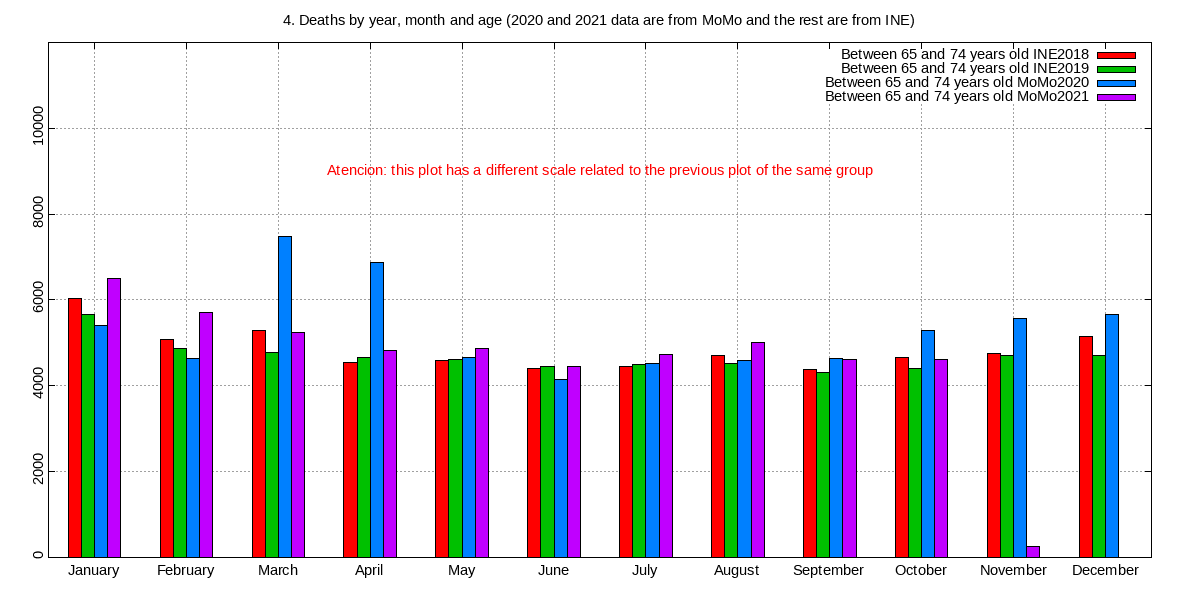 4. Deaths by year, month and age (2020 and 2021 data are from MoMo and the rest are from INE)
Between 65 and 74 years old INE2018
Between 65 and 74 years old INE2019
Between 65 and 74 years old MoMo2020
Between 65 and 74 years old MoMo2021
Atencion: this plot has a different scale related to the previous plot of the same group
10000
8000
6000
4000
2000
0
January February March April May June July August September October November December